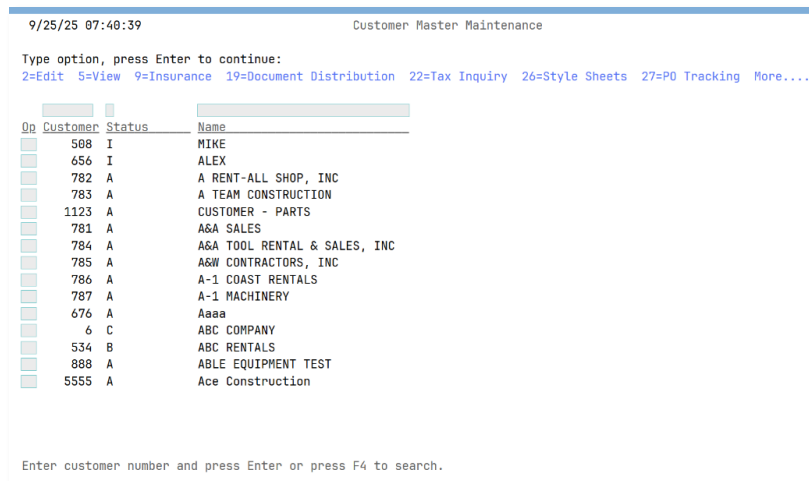 9/25/25 07:40:39 Customer Master Maintenance
Type option, press Enter to continue:
2=Edit 5=View 9=Insurance 19=Document Distribution 22=Tax Inquiry 26=Style Sheets 27=PO Tracking More....
Op Customer Status Name
508 I MIKE
656 I ALEX
782 A A RENT-ALL SHOP, INC
783 A A TEAM CONSTRUCTION
1123 A CUSTOMER - PARTS
781 A A&A SALES
784 A A&A TOOL RENTAL & SALES, INC
785 A A&W CONTRACTORS, INC
786 A A-1 COAST RENTALS
787 A A-1 MACHINERY
676 A Aaaa
6 C ABC COMPANY
534 B ABC RENTALS
888 A ABLE EQUIPMENT TEST
5555 A Ace Construction
Enter customer number and press Enter or press F4 to search.